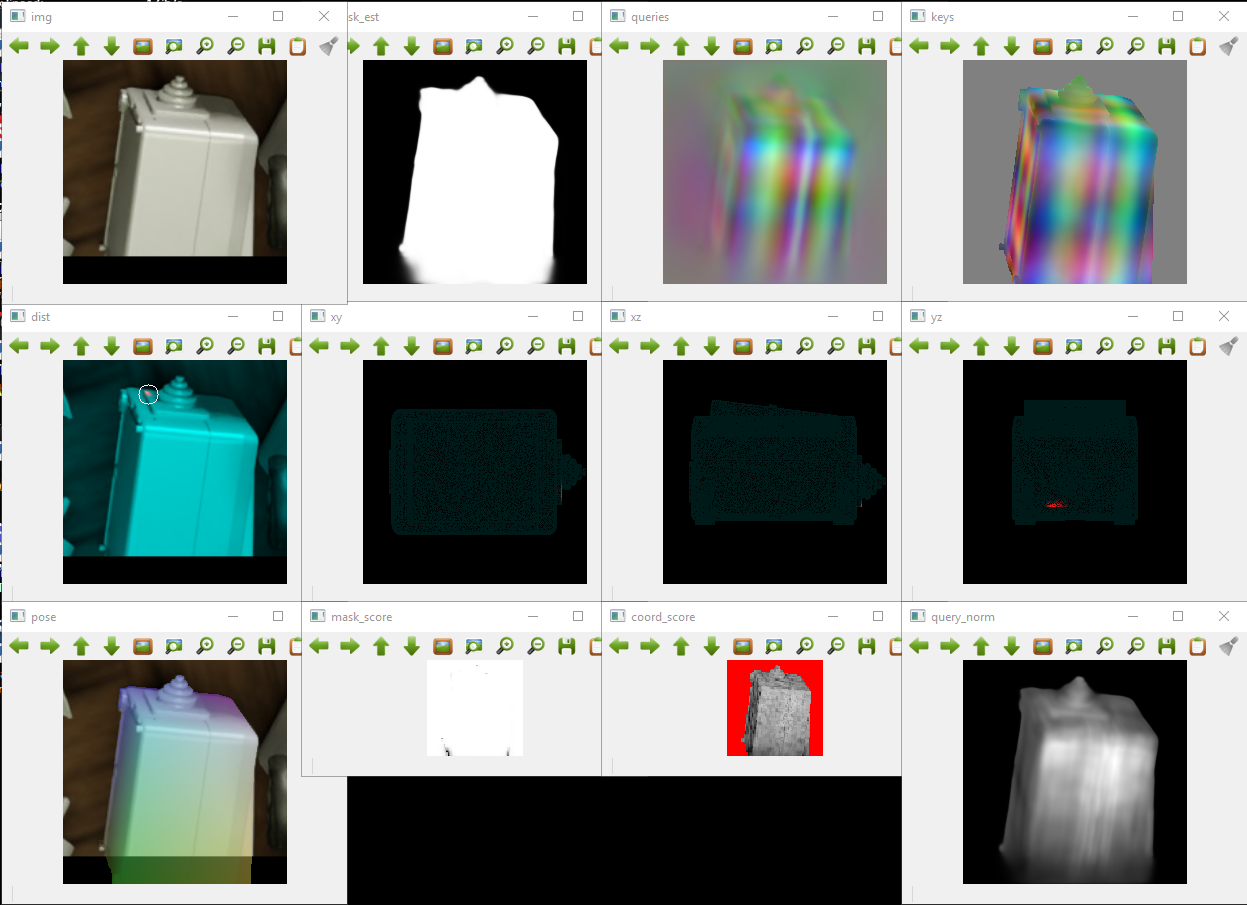 img
sk_est
queries
keys
dist
xy
xz
yz
pose
mask_score
coord_score
query_norm